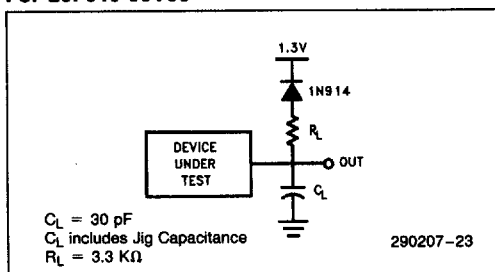 1.3V
1N914
RL
DEVICE
UNDER
TEST
OUT
CL
CL = 30 pF
CL includes Jig Capacitance
RL = 3.3 KΩ
290207–23